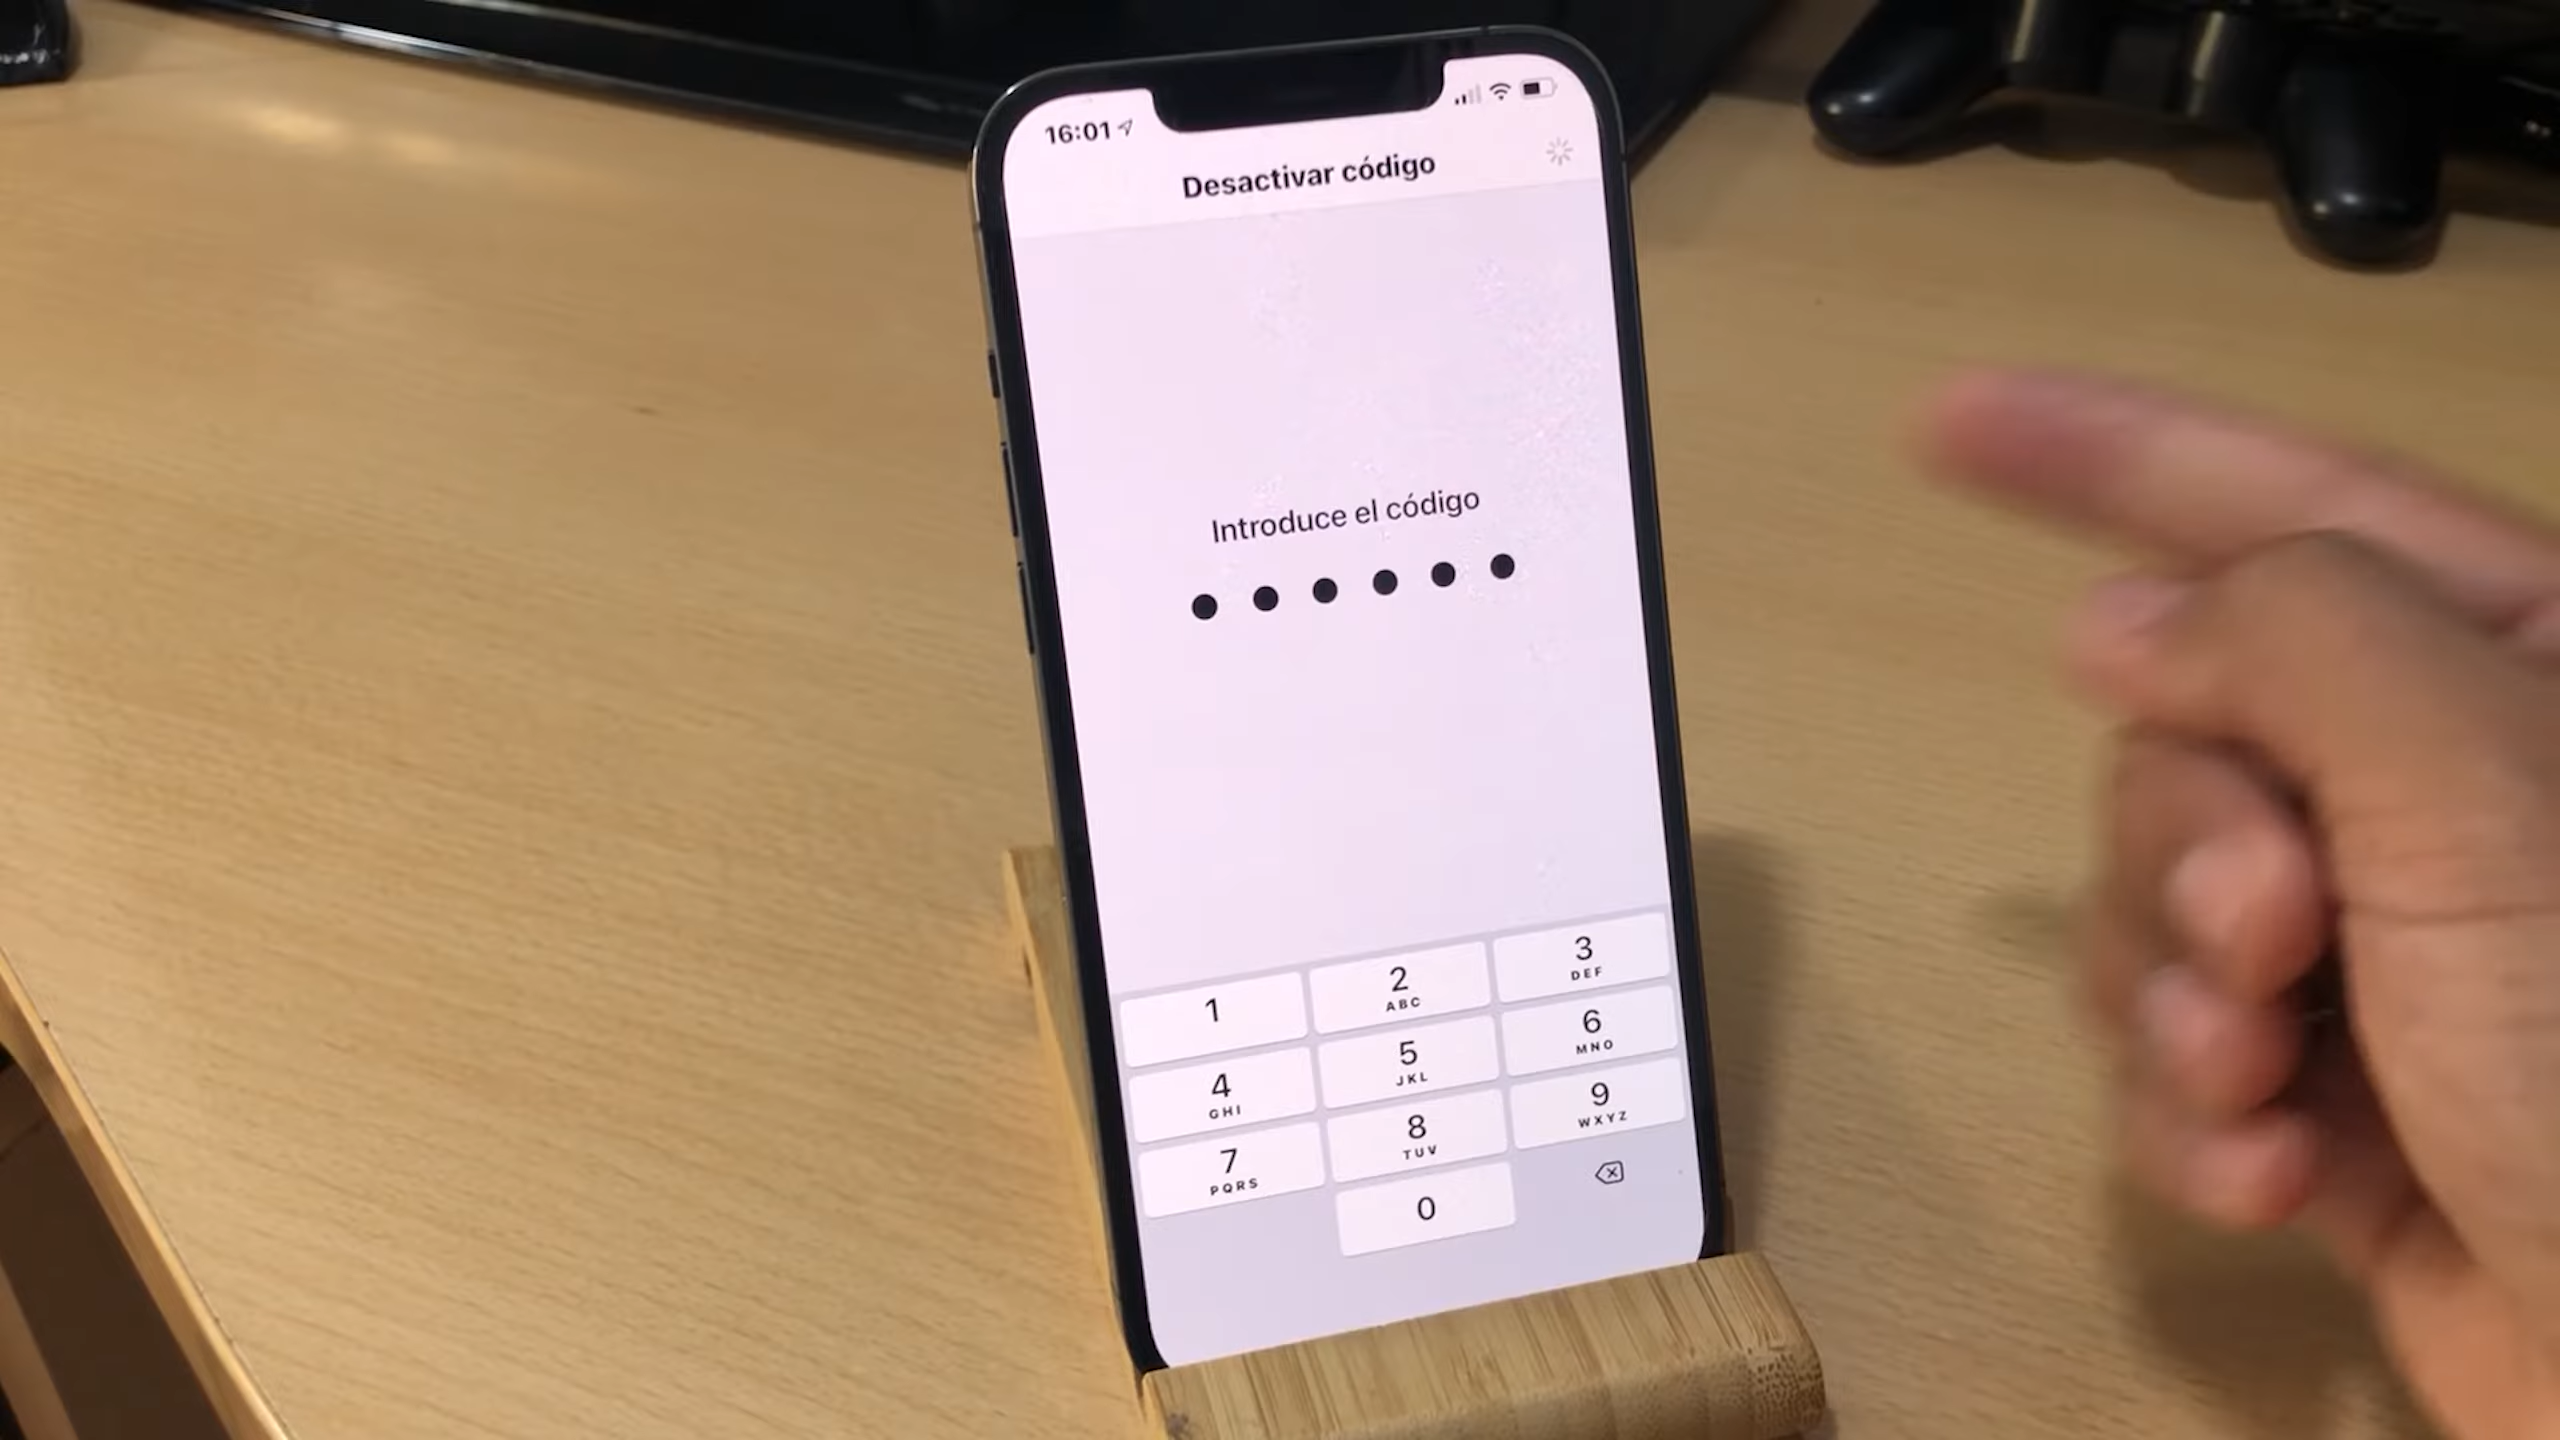 16:01
Desactivar código
Introduce el código
1
2
ABC
3
DEF
4
GHI
5
JKL
6
MNO
7
PQRS
8
TUV
9
WXYZ
0